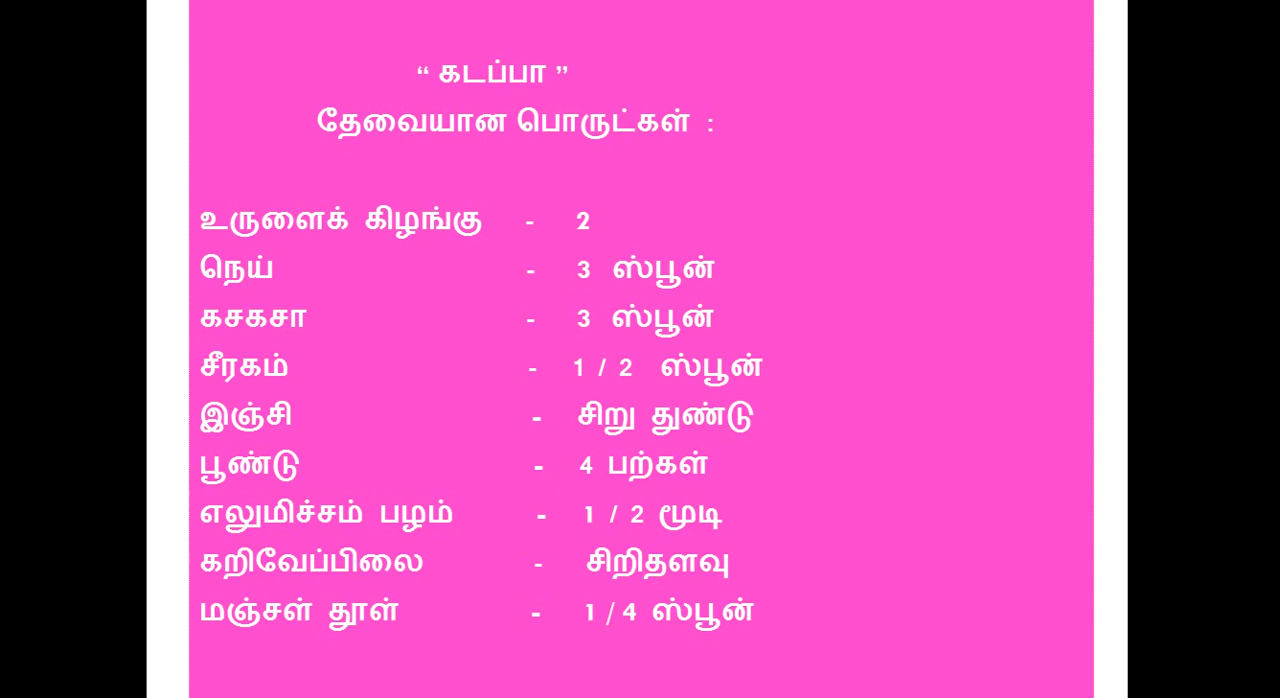 “ கடப்பா ”
தேவையான பொருட்கள் :
உருளைக் கிழங்கு - 2
நெய் - 3 ஸ்பூன்
கசகசா - 3 ஸ்பூன்
சீரகம் - 1 / 2 ஸ்பூன்
இஞ்சி - சிறு துண்டு
பூண்டு - 4 பற்கள்
எலுமிச்சம் பழம் - 1 / 2 மூடி
கறிவேப்பிலை - சிறிதளவு
மஞ்சள் தூள் - 1 / 4 ஸ்பூன்